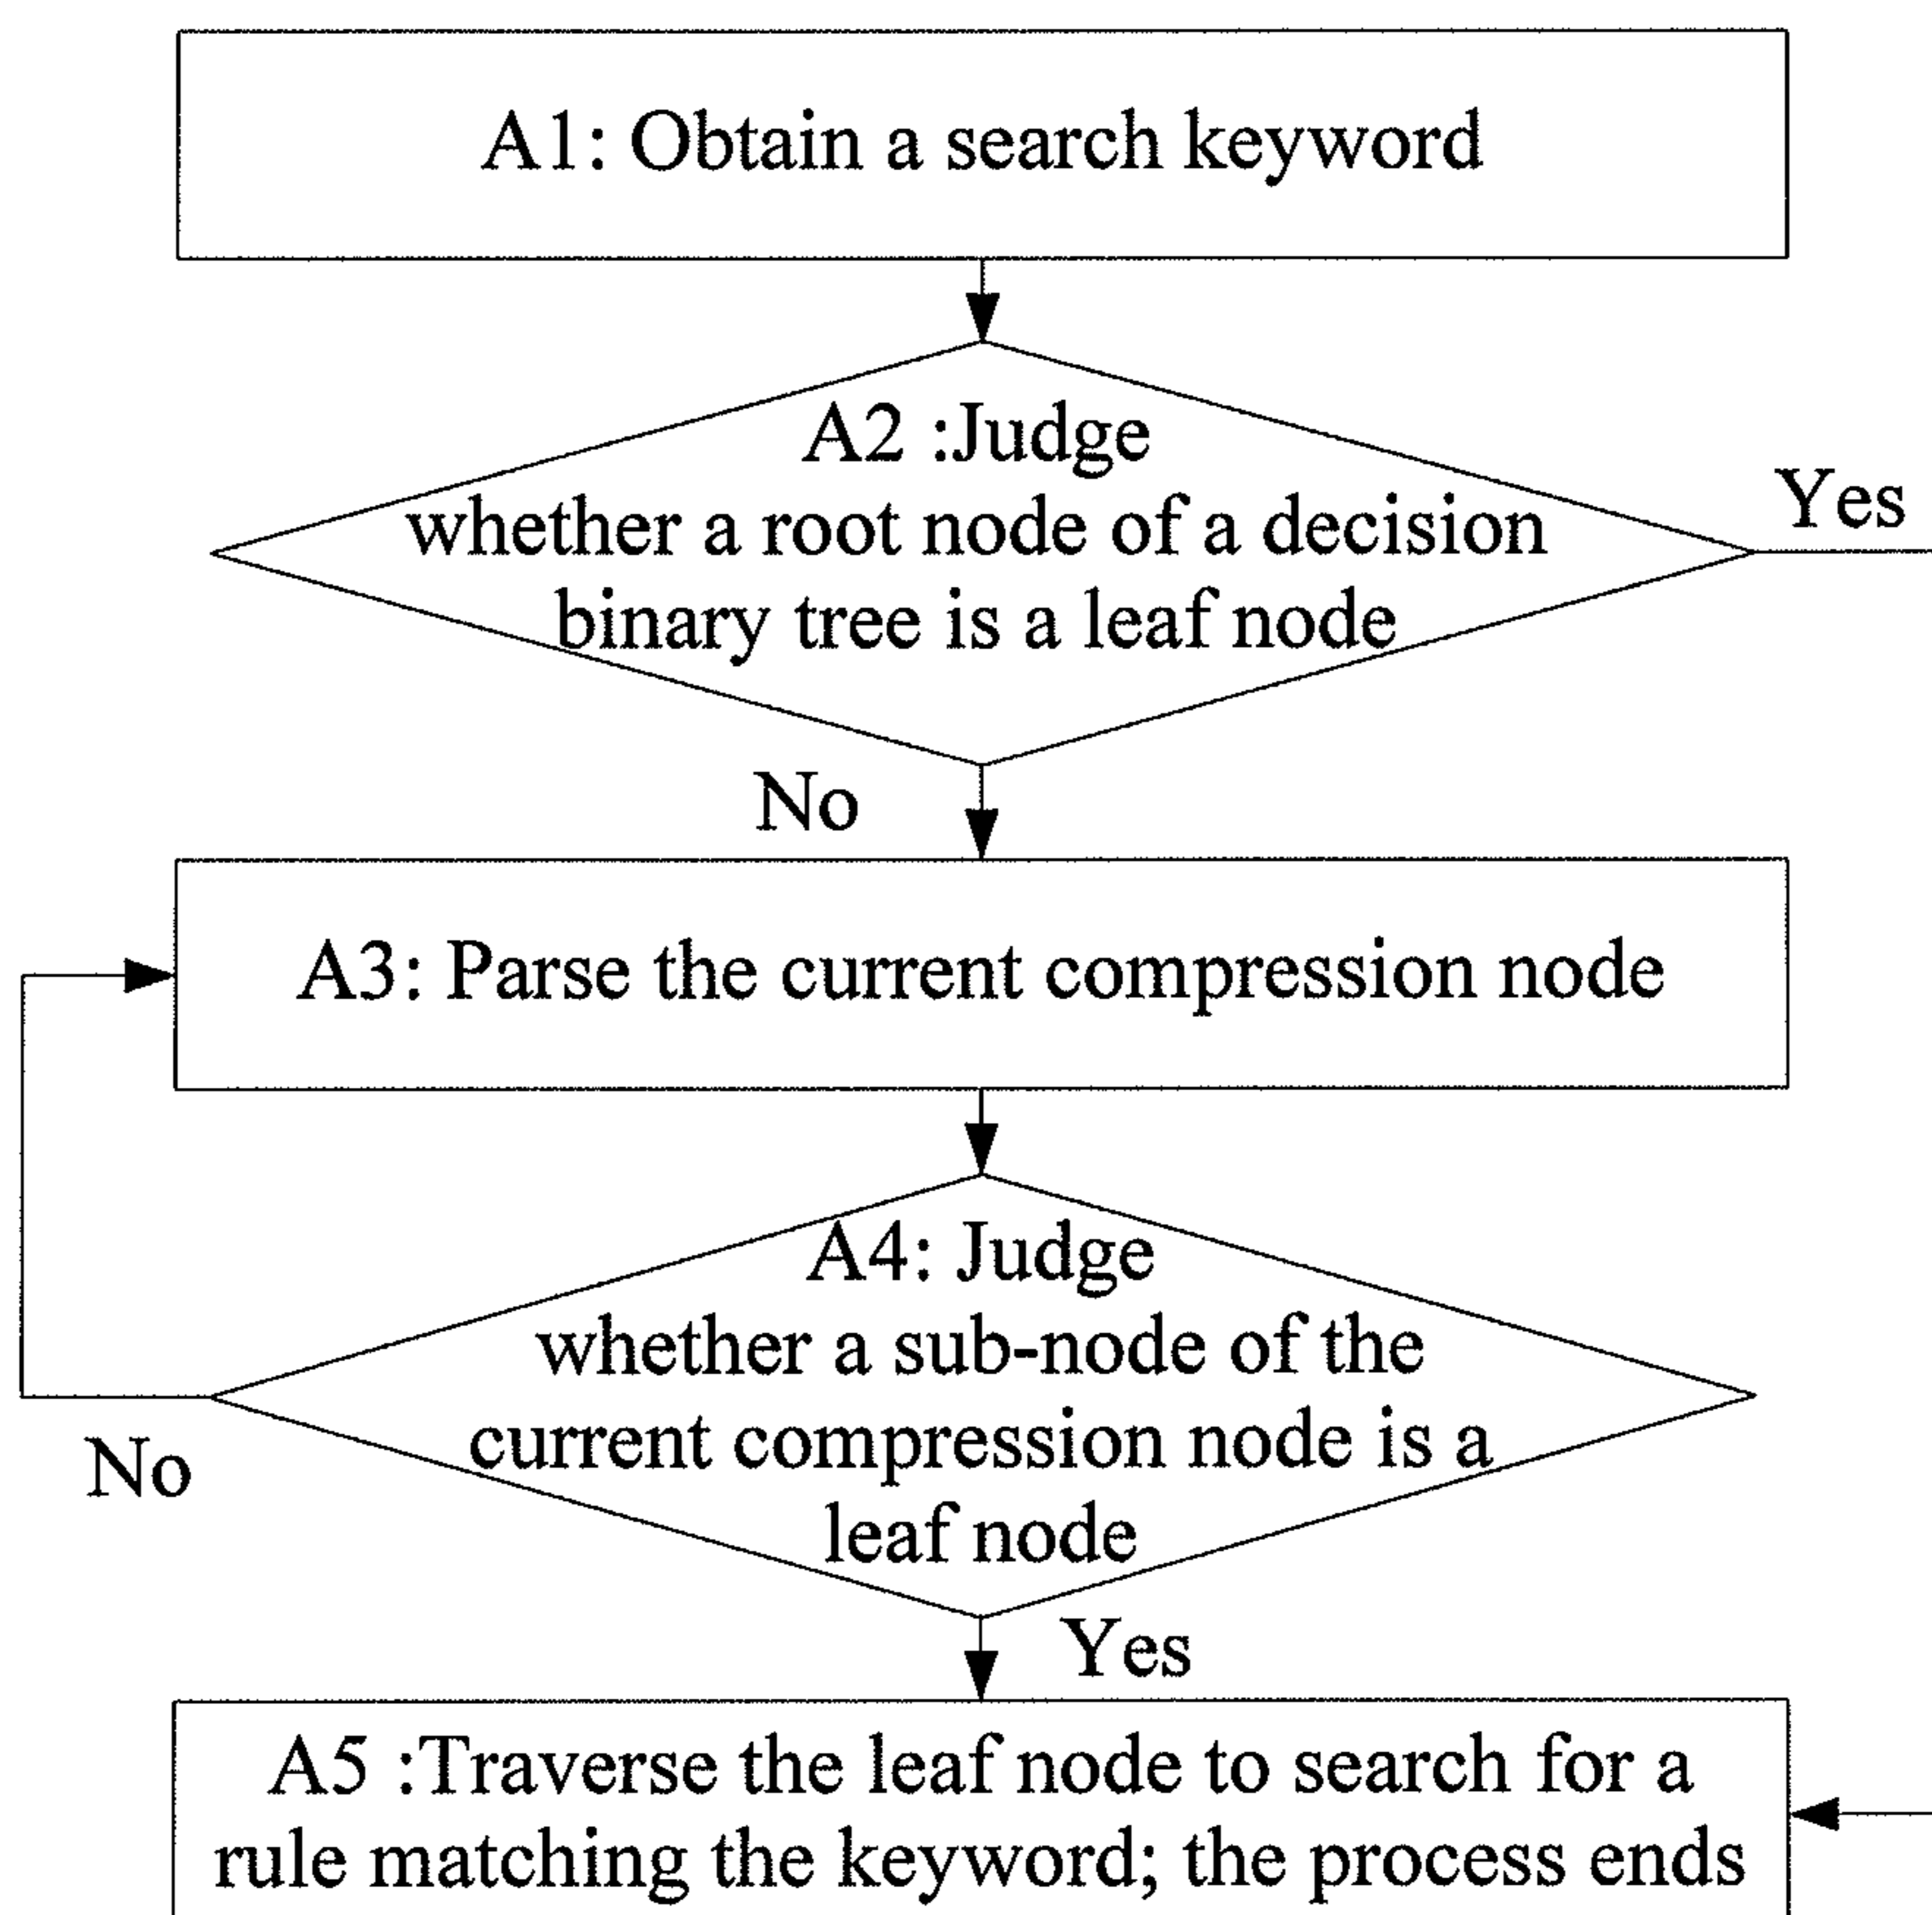 A1: Obtain a search keyword
A2 :Judge
whether a root node of a decision
binary tree is a leaf node
Yes
No
A3: Parse the current compression node
A4: Judge
whether a sub-node of the
current compression node is a
leaf node
No
Yes
A5 :Traverse the leaf node to search for a
rule matching the keyword; the process ends